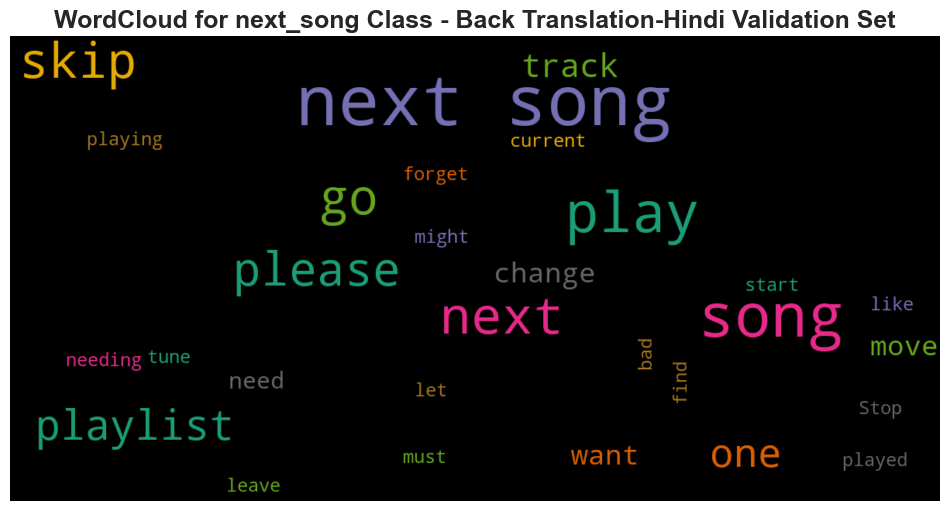 WordCloud for next_song Class - Back Translation-Hindi Validation Set
skip
track
next song
playing
current
forget
go
play
might
please
change
start
next
song
like
move
needing
tune
bad
find
need
let
Stop
playlist
must
want
one
played
leave